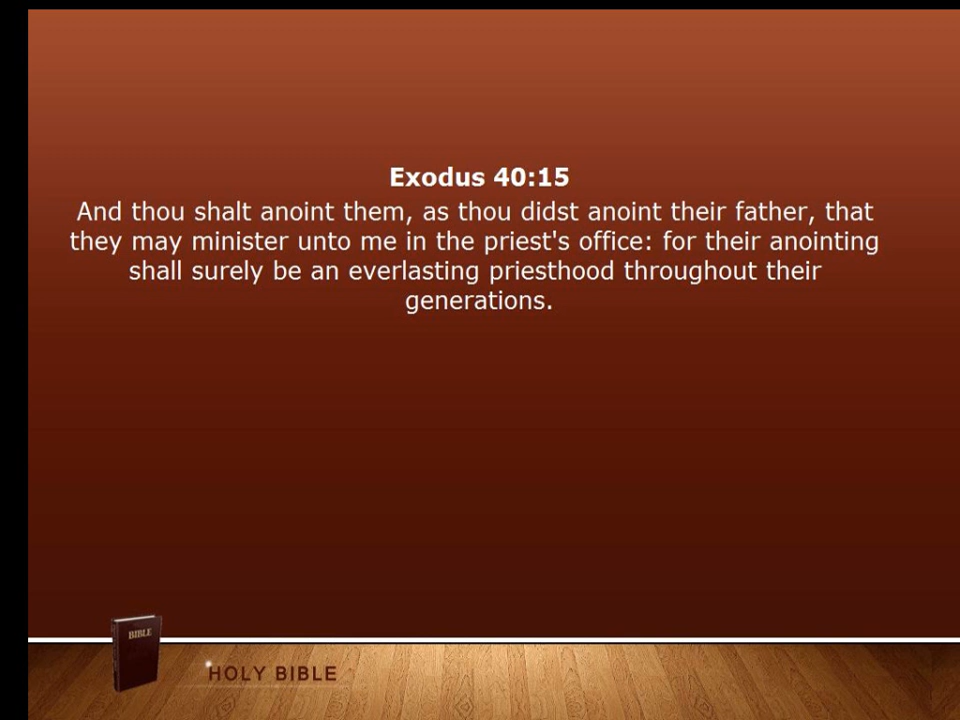 Exodus 40:15
And thou shalt anoint them, as thou didst anoint their father, that
they may minister unto me in the priest's office: for their anointing
shall surely be an everlasting priesthood throughout their
generations.
BIBLE
HOLY BIBLE